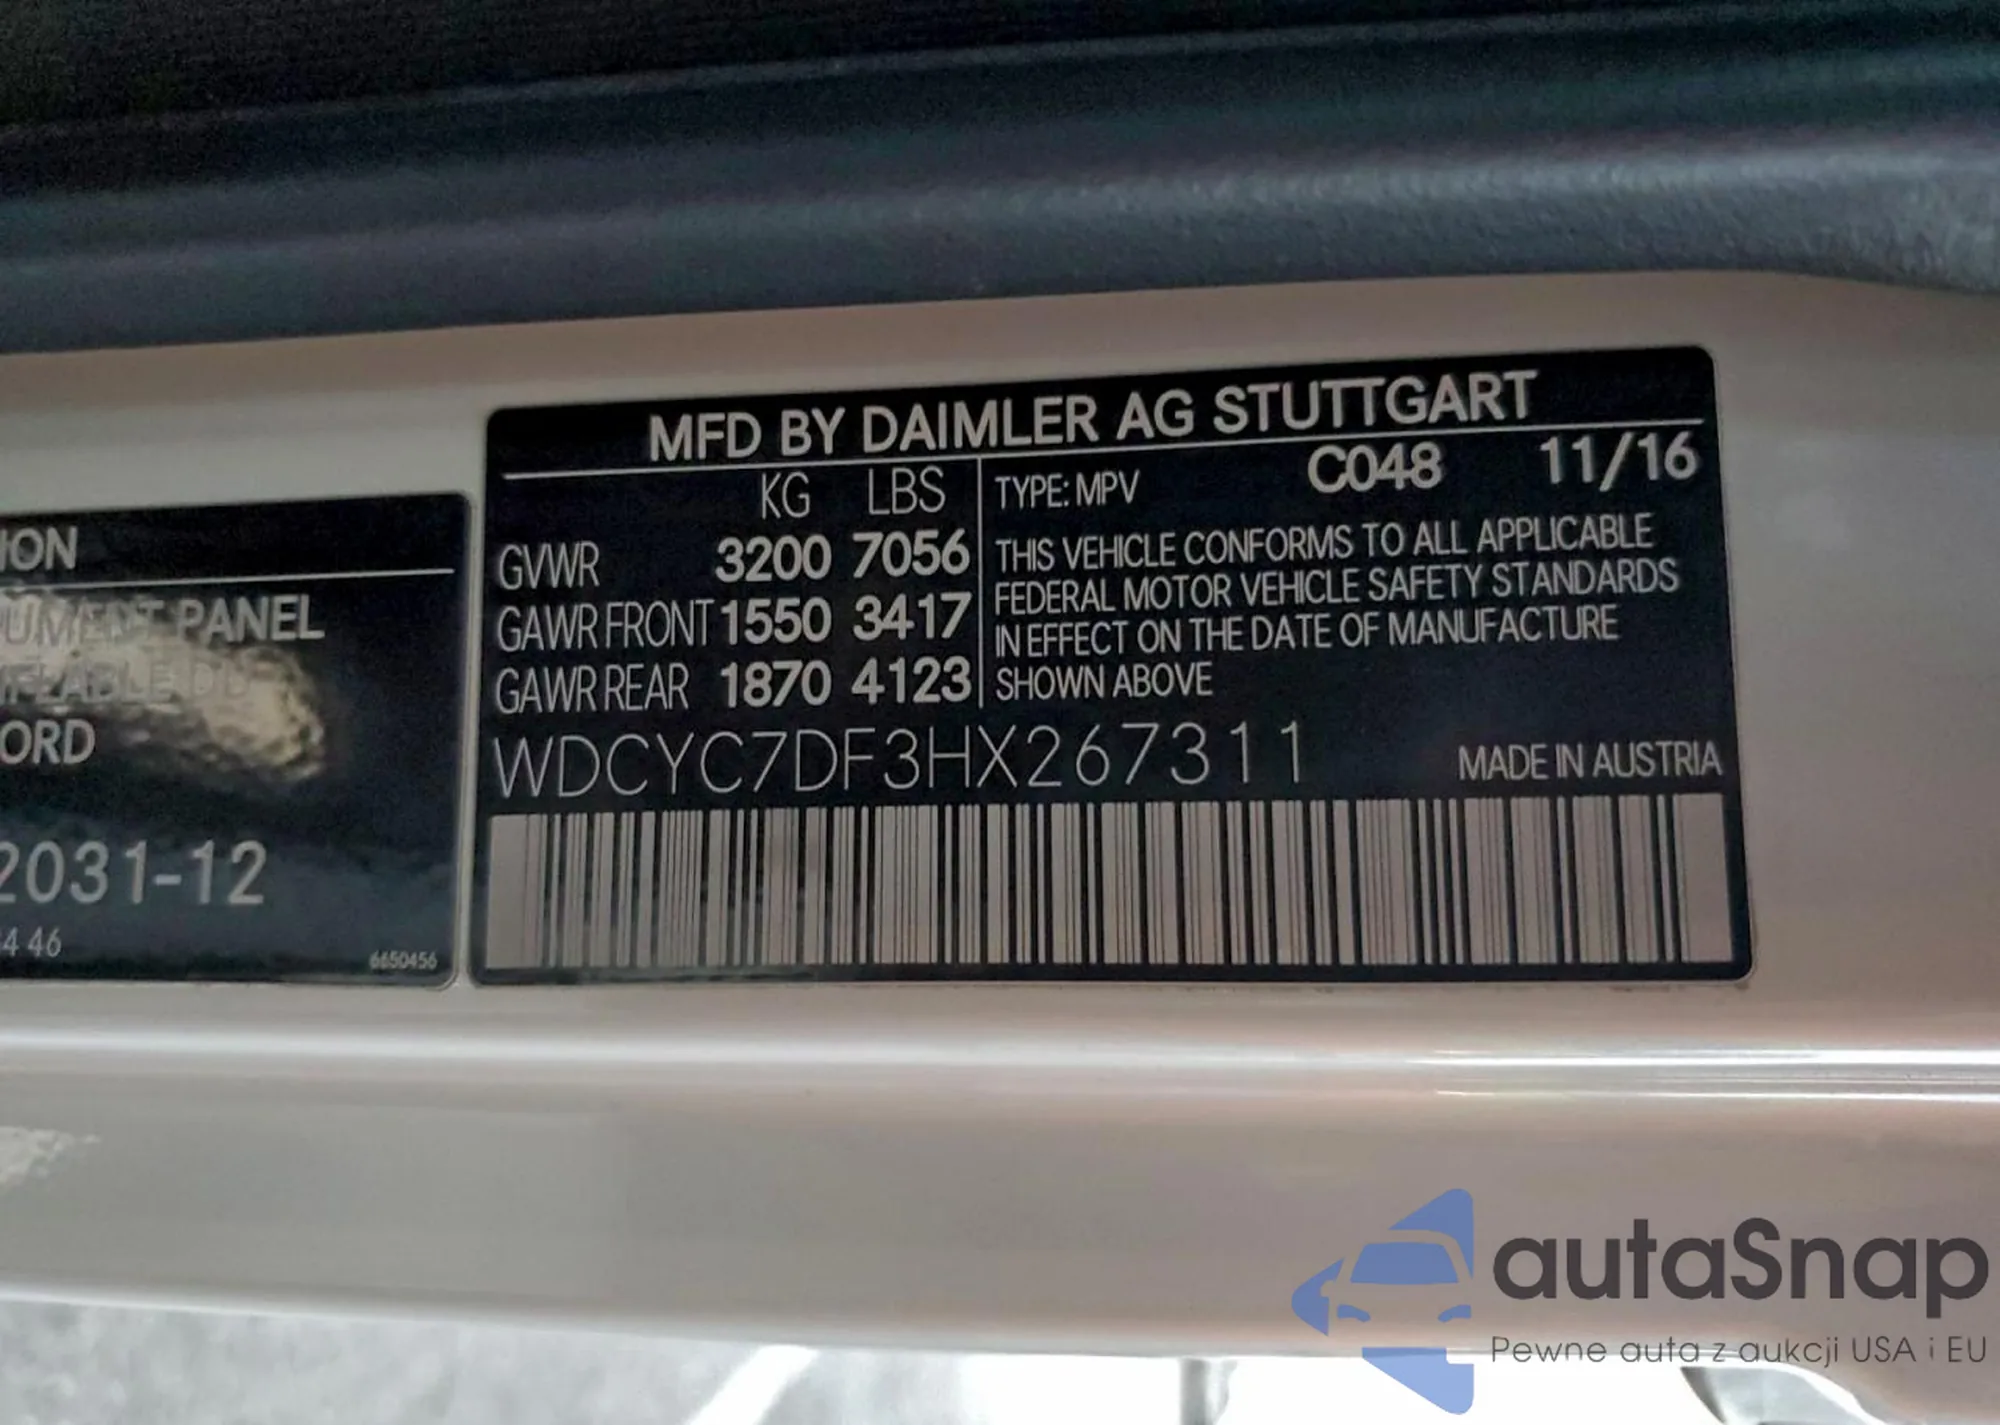 ION
UMENT PANEL
ORD
2031-12
4 46
6650456
MFD BY DAIMLER AG STUTTGART
KG LBS
GVWR 3200 7056
GAWR FRONT 1550 3417
GAWR REAR 1870 4123
TYPE: MPV C048 11/16
THIS VEHICLE CONFORMS TO ALL APPLICABLE
FEDERAL MOTOR VEHICLE SAFETY STANDARDS
IN EFFECT ON THE DATE OF MANUFACTURE
SHOWN ABOVE
WDCYC7DF3HX267311 MADE IN AUSTRIA
autaSnap
Pewne auta z aukcji USA i EU